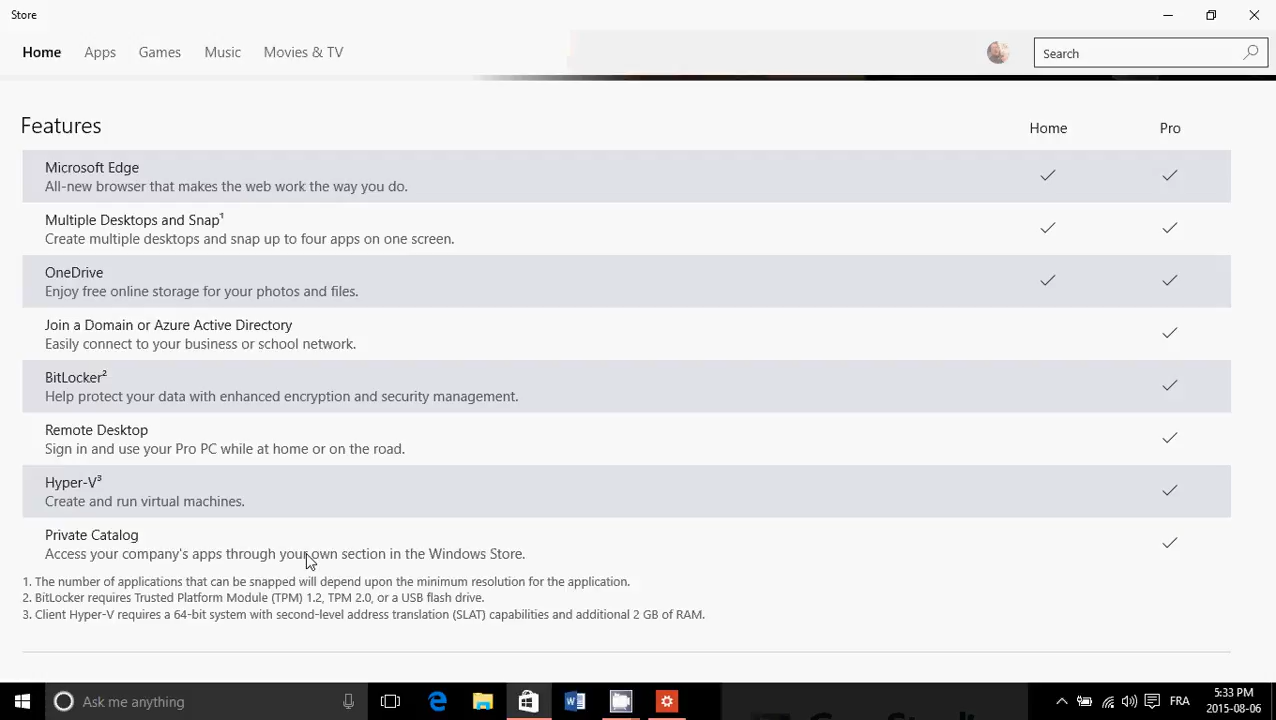 Store
Home Apps Games Music Movies & TV Search
Features Home Pro
Microsoft Edge
All-new browser that makes the web work the way you do.
Multiple Desktops and Snap¹
Create multiple desktops and snap up to four apps on one screen.
OneDrive
Enjoy free online storage for your photos and files.
Join a Domain or Azure Active Directory
Easily connect to your business or school network.
BitLocker²
Help protect your data with enhanced encryption and security management.
Remote Desktop
Sign in and use your Pro PC while at home or on the road.
Hyper-V³
Create and run virtual machines.
Private Catalog
Access your company's apps through your own section in the Windows Store.
1. The number of applications that can be snapped will depend upon the minimum resolution for the application.
2. BitLocker requires Trusted Platform Module (TPM) 1.2, TPM 2.0, or a USB flash drive.
3. Client Hyper-V requires a 64-bit system with second-level address translation (SLAT) capabilities and additional 2 GB of RAM.
Ask me anything FRA 5:33 PM
2015-08-06